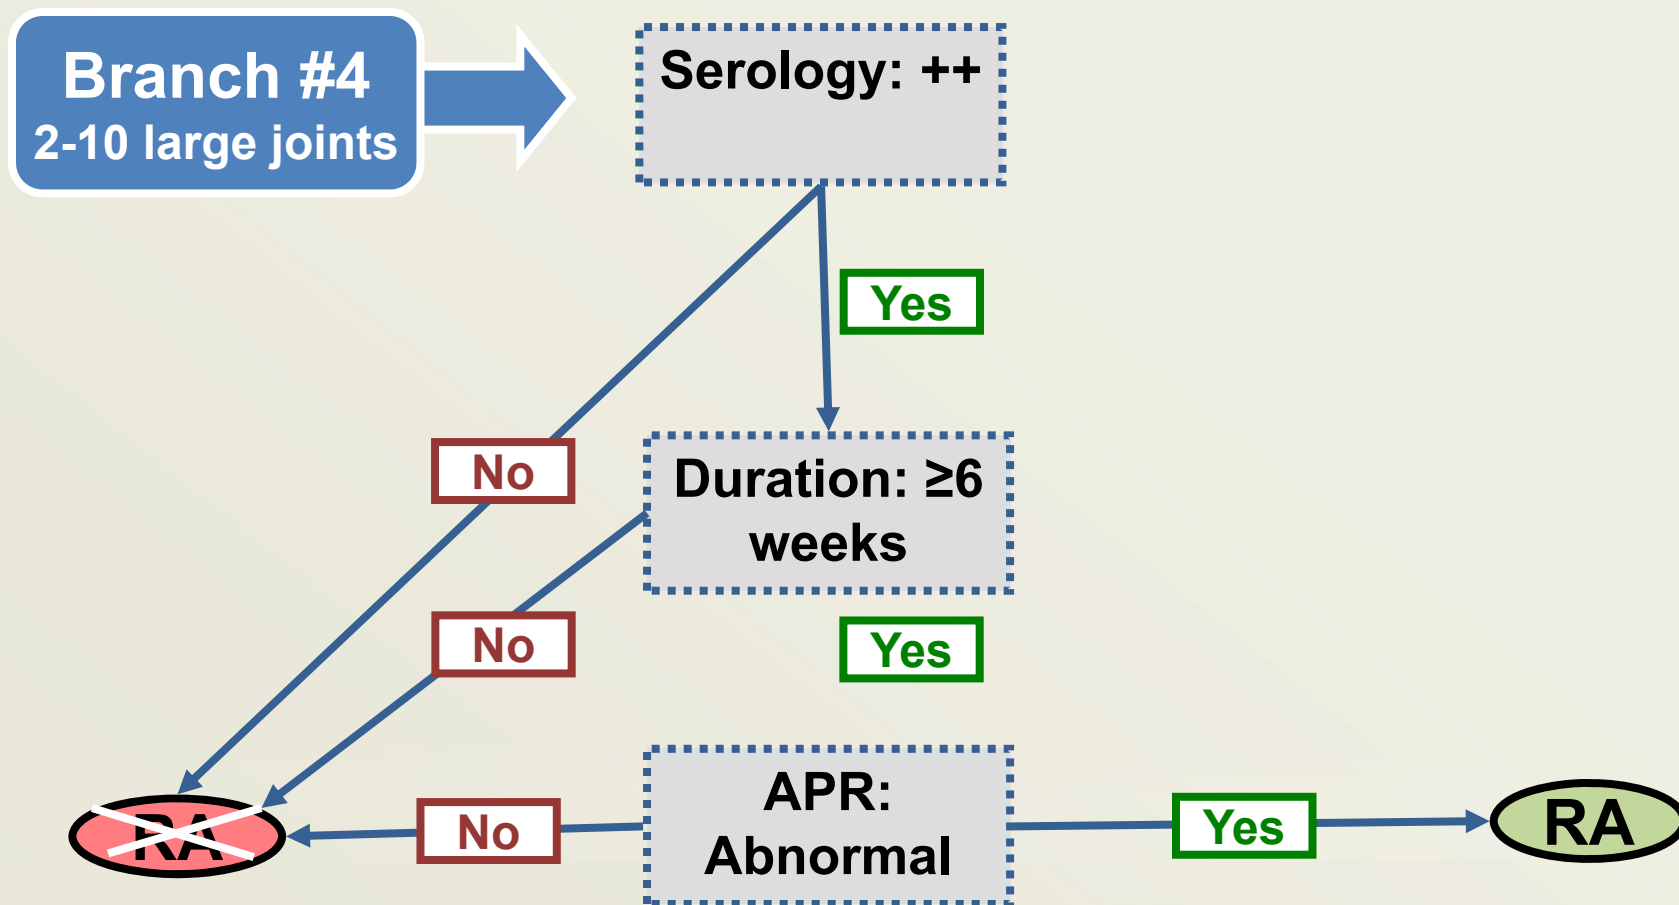 Branch #4
2-10 large joints
Serology: ++
Yes
No
Duration: ≥6
weeks
No
Yes
APR:
Abnormal
No
Yes
RA
RA